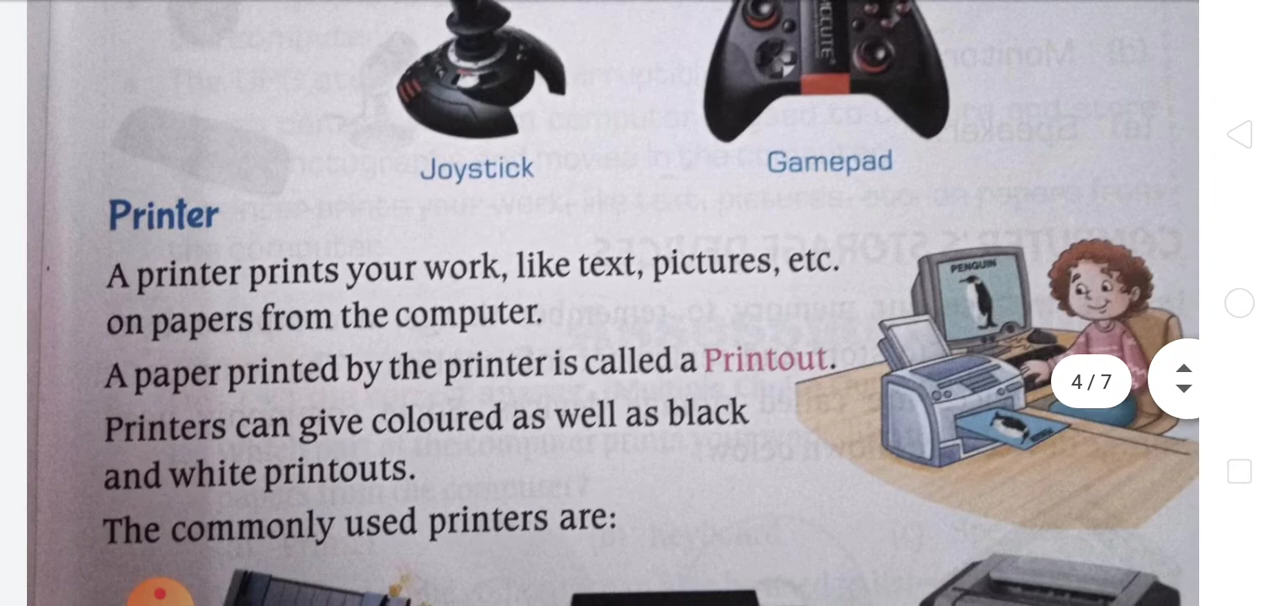 Joystick
Gamepad
Printer
A printer prints your work, like text, pictures, etc.
on papers from the computer.
PENGUIN
A paper printed by the printer is called a Printout.
4 / 7
Printers can give coloured as well as black
and white printouts.
The commonly used printers are: